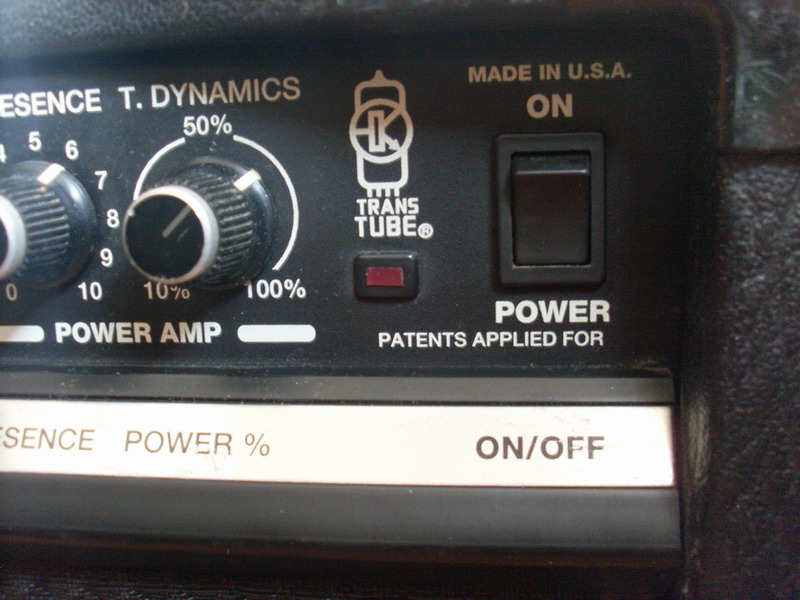 MADE IN U.S.A.
ESENCE T. DYNAMICS
ON
50%
4 5 6
7
8
9
0 10
10% 100%
TRANS
TUBE®
POWER
POWER AMP
PATENTS APPLIED FOR
ESENCE POWER %
ON/OFF